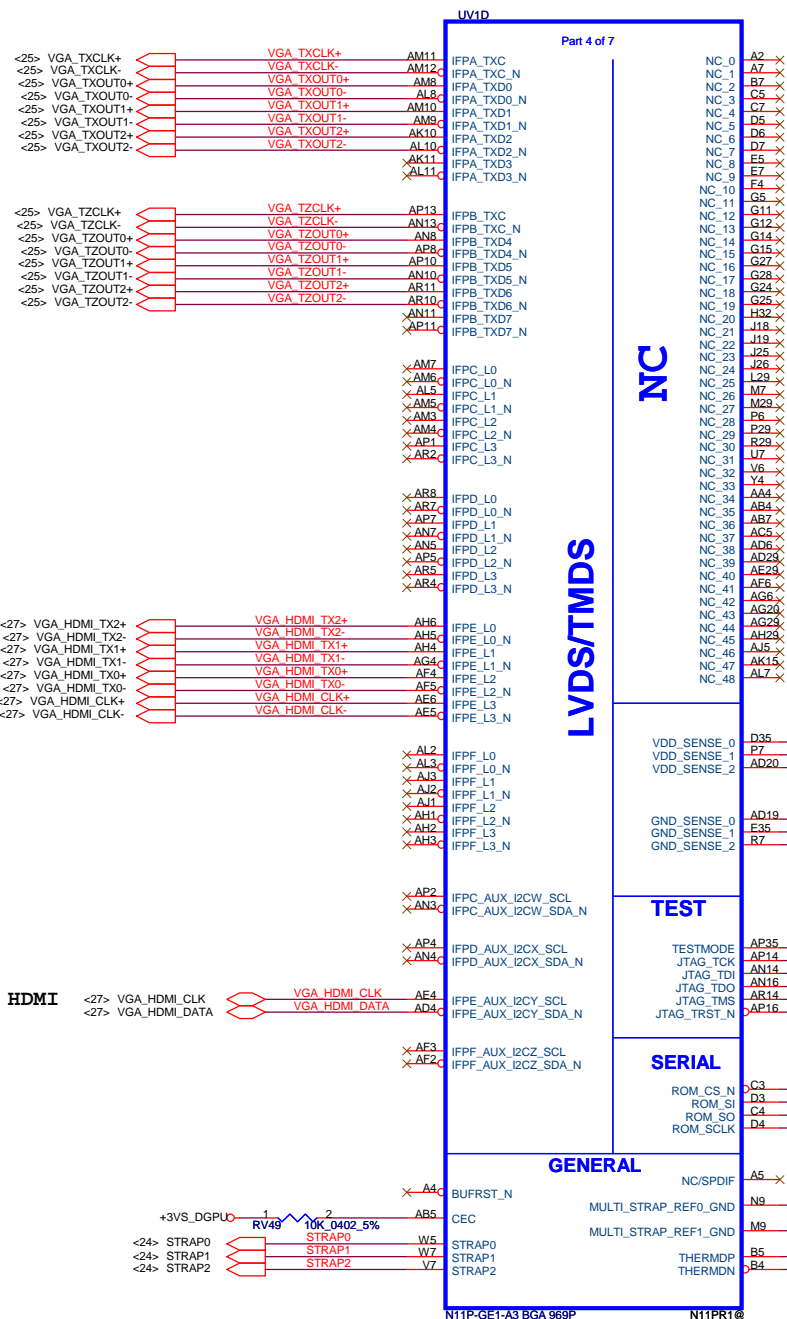 UV1D
Part 4 of 7
<25> VGA_TXCLK+ VGA_TXCLK+ AM11 IFPA_TXC
<25> VGA_TXCLK- VGA_TXCLK- AM12 IFPA_TXC_N
<25> VGA_TXOUT0+ VGA_TXOUT0+ AM8 IFPA_TXD0
<25> VGA_TXOUT0- VGA_TXOUT0- AL8 IFPA_TXD0_N
<25> VGA_TXOUT1+ VGA_TXOUT1+ AM10 IFPA_TXD1
<25> VGA_TXOUT1- VGA_TXOUT1- AM9 IFPA_TXD1_N
<25> VGA_TXOUT2+ VGA_TXOUT2+ AK10 IFPA_TXD2
<25> VGA_TXOUT2- VGA_TXOUT2- AL10 IFPA_TXD2_N
AK11 IFPA_TXD3
AL11 IFPA_TXD3_N
<25> VGA_TZCLK+ VGA_TZCLK+ AP13 IFPB_TXC
<25> VGA_TZCLK- VGA_TZCLK- AN13 IFPB_TXC_N
<25> VGA_TZOUT0+ VGA_TZOUT0+ AN8 IFPB_TXD4
<25> VGA_TZOUT0- VGA_TZOUT0- AP8 IFPB_TXD4_N
<25> VGA_TZOUT1+ VGA_TZOUT1+ AP10 IFPB_TXD5
<25> VGA_TZOUT1- VGA_TZOUT1- AN10 IFPB_TXD5_N
<25> VGA_TZOUT2+ VGA_TZOUT2+ AR11 IFPB_TXD6
<25> VGA_TZOUT2- VGA_TZOUT2- AR10 IFPB_TXD6_N
AN11 IFPB_TXD7
AP11 IFPB_TXD7_N
AM7 IFPC_L0
AM6 IFPC_L0_N
AL5 IFPC_L1
AM5 IFPC_L1_N
AM3 IFPC_L2
AM4 IFPC_L2_N
AP1 IFPC_L3
AR2 IFPC_L3_N
AR8 IFPD_L0
AR7 IFPD_L0_N
AP7 IFPD_L1
AN7 IFPD_L1_N
AN5 IFPD_L2
AP5 IFPD_L2_N
AR5 IFPD_L3
AR4 IFPD_L3_N
<27> VGA_HDMI_TX2+ VGA_HDMI_TX2+ AH6 IFPE_L0
<27> VGA_HDMI_TX2- VGA_HDMI_TX2- AH5 IFPE_L0_N
<27> VGA_HDMI_TX1+ VGA_HDMI_TX1+ AH4 IFPE_L1
<27> VGA_HDMI_TX1- VGA_HDMI_TX1- AG4 IFPE_L1_N
<27> VGA_HDMI_TX0+ VGA_HDMI_TX0+ AF4 IFPE_L2
<27> VGA_HDMI_TX0- VGA_HDMI_TX0- AF5 IFPE_L2_N
<27> VGA_HDMI_CLK+ VGA_HDMI_CLK+ AE6 IFPE_L3
<27> VGA_HDMI_CLK- VGA_HDMI_CLK- AE5 IFPE_L3_N
AL2 IFPF_L0
AL3 IFPF_L0_N
AJ3 IFPF_L1
AJ2 IFPF_L1_N
AJ1 IFPF_L2
AH1 IFPF_L2_N
AH2 IFPF_L3
AH3 IFPF_L3_N
AP2 IFPC_AUX_I2CW_SCL
AN3 IFPC_AUX_I2CW_SDA_N
AP4 IFPD_AUX_I2CX_SCL
AN4 IFPD_AUX_I2CX_SDA_N
HDMI
<27> VGA_HDMI_CLK VGA_HDMI_CLK AE4 IFPE_AUX_I2CY_SCL
<27> VGA_HDMI_DATA VGA_HDMI_DATA AD4 IFPE_AUX_I2CY_SDA_N
AF3 IFPF_AUX_I2CZ_SCL
AF2 IFPF_AUX_I2CZ_SDA_N
LVDS/TMDS
NC
NC_0 A2
NC_1 A7
NC_2 B7
NC_3 C5
NC_4 C7
NC_5 D5
NC_6 D6
NC_7 D7
NC_8 E5
NC_9 E7
NC_10 F4
NC_11 G5
NC_12 G11
NC_13 G12
NC_14 G14
NC_15 G15
NC_16 G27
NC_17 G28
NC_18 G24
NC_19 G25
NC_20 H32
NC_21 J18
NC_22 J19
NC_23 J25
NC_24 J26
NC_25 L29
NC_26 M7
NC_27 M29
NC_28 P6
NC_29 P29
NC_30 R29
NC_31 U7
NC_32 V6
NC_33 Y4
NC_34 AA4
NC_35 AB4
NC_36 AB7
NC_37 AC5
NC_38 AD6
NC_39 AD29
NC_40 AE29
NC_41 AF6
NC_42 AG6
NC_43 AG20
NC_44 AG29
NC_45 AH29
NC_46 AJ5
NC_47 AK15
NC_48 AL7
VDD_SENSE_0 D35
VDD_SENSE_1 P7
VDD_SENSE_2 AD20
GND_SENSE_0 AD19
GND_SENSE_1 E35
GND_SENSE_2 R7
TEST
TESTMODE AP35
JTAG_TCK AP14
JTAG_TDI AN14
JTAG_TDO AN16
JTAG_TMS AR14
JTAG_TRST_N AP16
SERIAL
ROM_CS_N C3
ROM_SI D3
ROM_SO C4
ROM_SCLK D4
GENERAL
A4 BUFRST_N
+3VS_DGPU 1 RV49 2 10K_0402_5% AB5 CEC
<24> STRAP0 STRAP0 W5 STRAP0
<24> STRAP1 STRAP1 W7 STRAP1
<24> STRAP2 STRAP2 V7 STRAP2
NC/SPDIF A5
MULTI_STRAP_REF0_GND N9
MULTI_STRAP_REF1_GND M9
THERMDP B5
THERMDN B4
N11P-GE1-A3 BGA 969P
N11PR1@